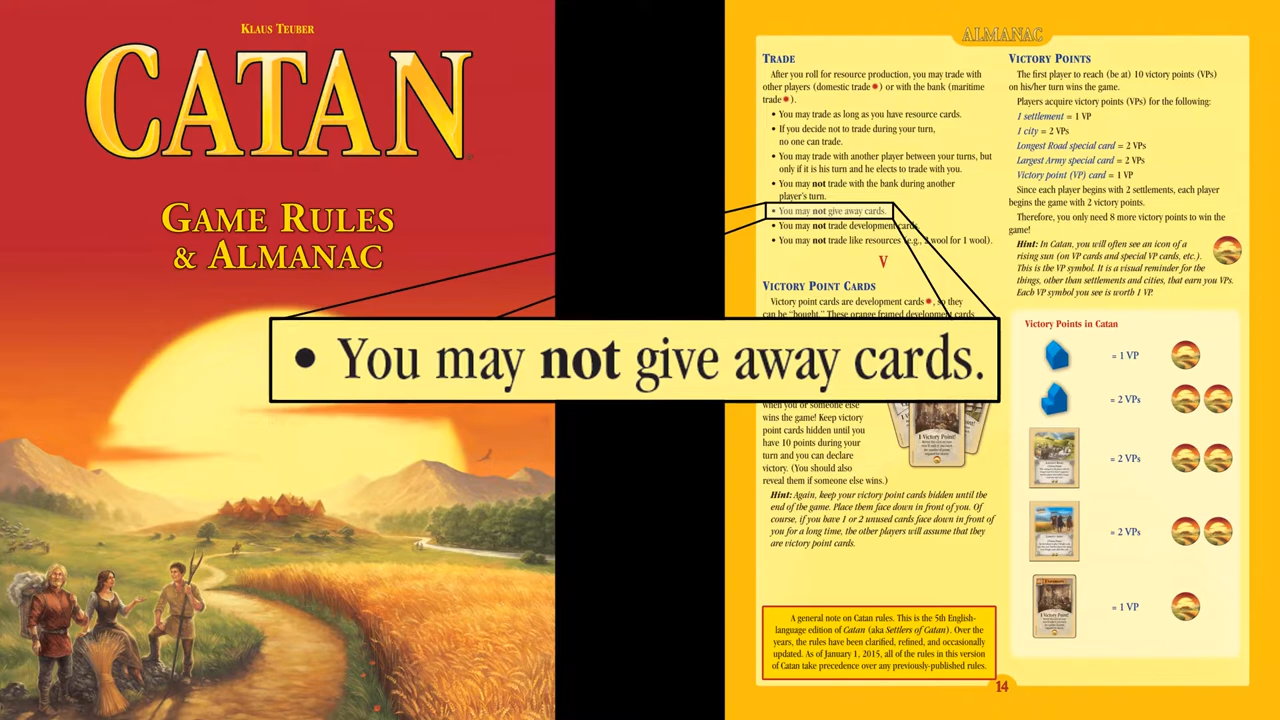 KLAUS TEUBER
CATAN
GAME RULES
& ALMANAC
ALMANAC
TRADE
After you roll for resource production, you may trade with
other players (domestic trade) or with the bank (maritime
trade).
• You may trade as long as you have resource cards.
• If you decide not to trade during your turn,
no one can trade.
• You may trade with another player between your turns, but
only if it is his turn and he elects to trade with you.
• You may not trade with the bank during another
player's turn.
• You may not give away cards.
• You may not trade development cards.
• You may not trade like resources (e.g., 2 wool for 1 wool).
V
VICTORY POINT CARDS
Victory point cards are development cards, so they
can be "bought." These orange framed development cards
• You may not give away cards.
when you or someone else
wins the game! Keep victory
point cards hidden until you
have 10 points during your
turn and you can declare
victory. (You should also
reveal them if someone else wins.)
Hint: Again, keep your victory point cards hidden until the
end of the game. Place them face down in front of you. Of
course, if you have 1 or 2 unused cards face down in front of
you for a long time, the other players will assume that they
are victory point cards.
1 Victory Point!
A general note on Catan rules. This is the 5th English-
language edition of Catan (aka Settlers of Catan). Over the
years, the rules have been clarified, refined, and occasionally
updated. As of January 1, 2015, all of the rules in this version
of Catan take precedence over any previously-published rules.
VICTORY POINTS
The first player to reach (be at) 10 victory points (VPs)
on his/her turn wins the game.
Players acquire victory points (VPs) for the following:
1 settlement = 1 VP
1 city = 2 VPs
Longest Road special card = 2 VPs
Largest Army special card = 2 VPs
Victory point (VP) card = 1 VP
Since each player begins with 2 settlements, each player
begins the game with 2 victory points.
Therefore, you only need 8 more victory points to win the
game!
Hint: In Catan, you will often see an icon of a
rising sun (on VP cards and special VP cards, etc.).
This is the VP symbol. It is a visual reminder for the
things, other than settlements and cities, that earn you VPs.
Each VP symbol you see is worth 1 VP.
Victory Points in Catan
= 1 VP
= 2 VPs
= 2 VPs
= 2 VPs
= 1 VP
14